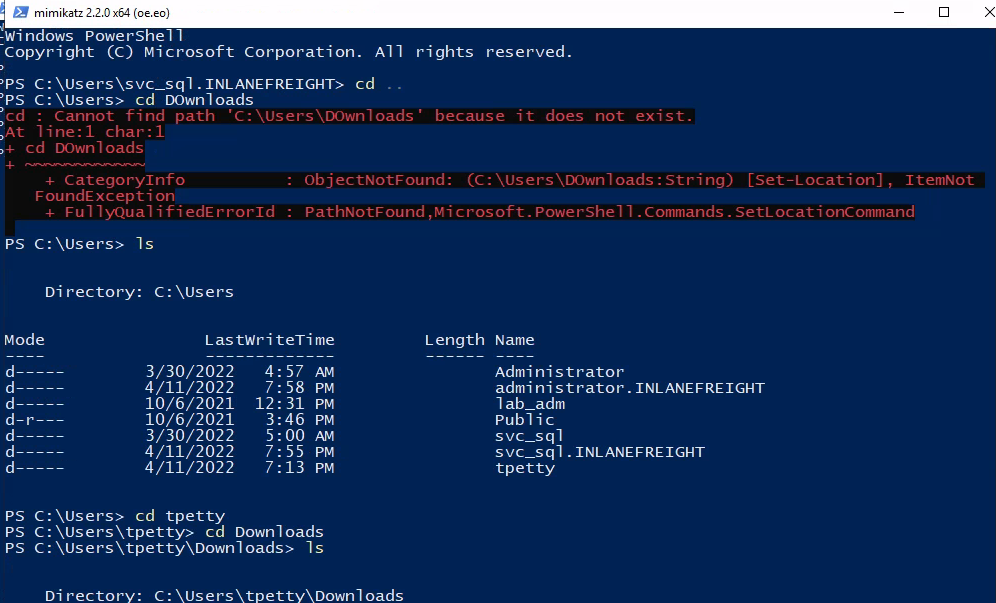 mimikatz 2.2.0 x64 (oe.eo)
Windows PowerShell
Copyright (C) Microsoft Corporation. All rights reserved.
PS C:\Users\svc_sql.INLANEFREIGHT> cd ..
PS C:\Users> cd DOwnloads
cd : Cannot find path 'C:\Users\DOwnloads' because it does not exist.
At line:1 char:1
+ cd DOwnloads
+ ~~~~~~~~~~~~
    + CategoryInfo          : ObjectNotFound: (C:\Users\DOwnloads:String) [Set-Location], ItemNot
   FoundException
    + FullyQualifiedErrorId : PathNotFound,Microsoft.PowerShell.Commands.SetLocationCommand
PS C:\Users> ls
    Directory: C:\Users
Mode                LastWriteTime         Length Name
----                -------------         ------ ----
d-----        3/30/2022   4:57 AM                Administrator
d-----        4/11/2022   7:58 PM                administrator.INLANEFREIGHT
d-----        10/6/2021  12:31 PM                lab_adm
d-r---        10/6/2021   3:46 PM                Public
d-----        3/30/2022   5:00 AM                svc_sql
d-----        4/11/2022   7:55 PM                svc_sql.INLANEFREIGHT
d-----        4/11/2022   7:13 PM                tpetty
PS C:\Users> cd tpetty
PS C:\Users\tpetty> cd Downloads
PS C:\Users\tpetty\Downloads> ls
    Directory: C:\Users\tpetty\Downloads